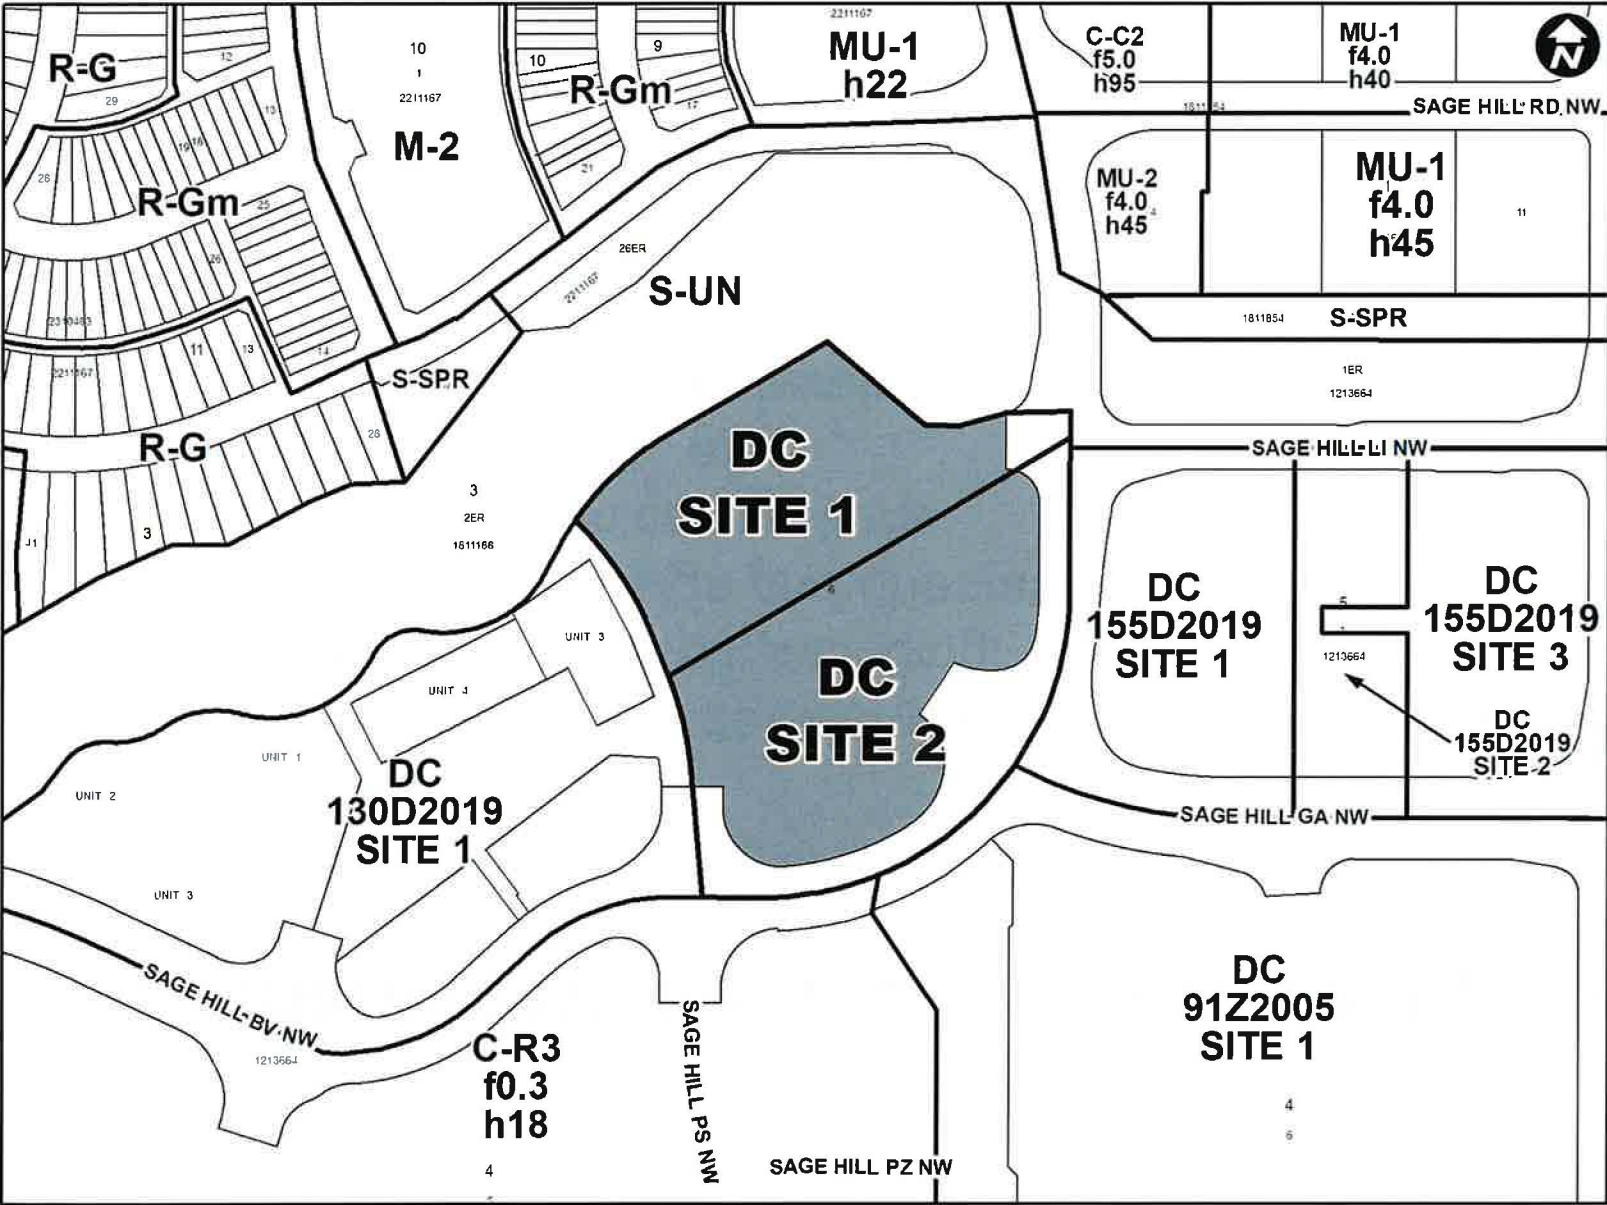 2211167
C-C2
f5.0
h95
MU-1
f4.0
h40
N
R-G
12
29
13
10
1
2211167
M-2
10
9
R-Gm
17
21
MU-1
h22
SAGE HILL RD NW
28
R-Gm
25
26
14
26ER
2211167
S-UN
MU-2
f4.0
h45
MU-1
f4.0
h45
11
1811854
S-SPR
11
13
2211167
S-SPR
1ER
1213664
R-G
28
3
3
2ER
1811166
DC
SITE 1
SAGE HILL LI NW
6
UNIT 3
UNIT 4
UNIT 1
UNIT 2
UNIT 3
DC
SITE 2
DC
155D2019
SITE 1
5
1213664
DC
155D2019
SITE 3
DC
155D2019
SITE 2
DC
130D2019
SITE 1
SAGE HILL GA NW
SAGE HILL BV NW
1213664
C-R3
f0.3
h18
4
SAGE HILL PS NW
SAGE HILL PZ NW
DC
91Z2005
SITE 1
4
6